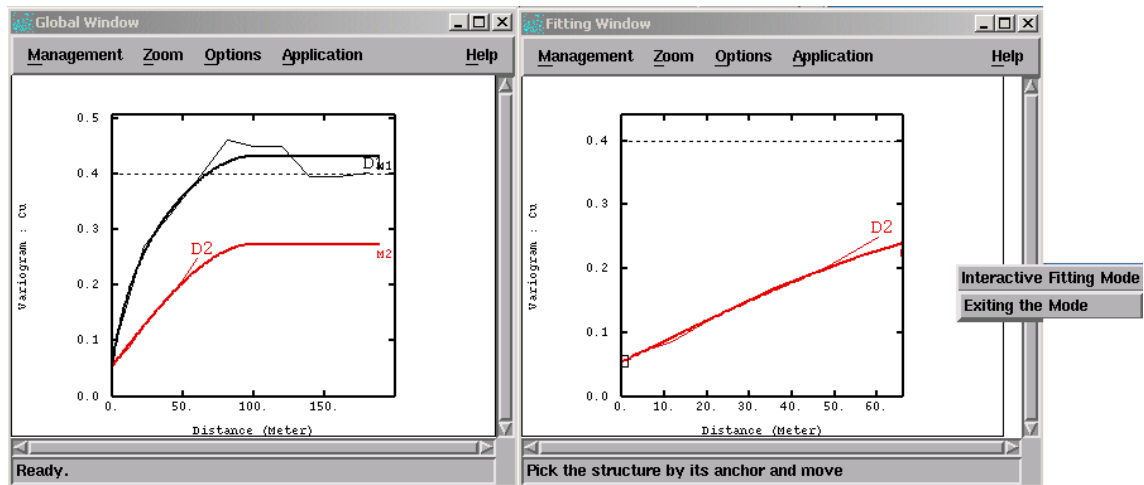 Global Window
Management Zoom Options Application Help
0.5
0.4
0.3
0.2
0.1
0.0
Variogram : Cu
D1
M1
D2
M2
0. 50. 100. 150.
Distance (Meter)
Ready.
Fitting Window
Management Zoom Options Application Help
0.4
0.3
0.2
0.1
0.0
Variogram : Cu
D2
0. 10. 20. 30. 40. 50. 60.
Distance (Meter)
Pick the structure by its anchor and move
Interactive Fitting Mode
Exiting the Mode